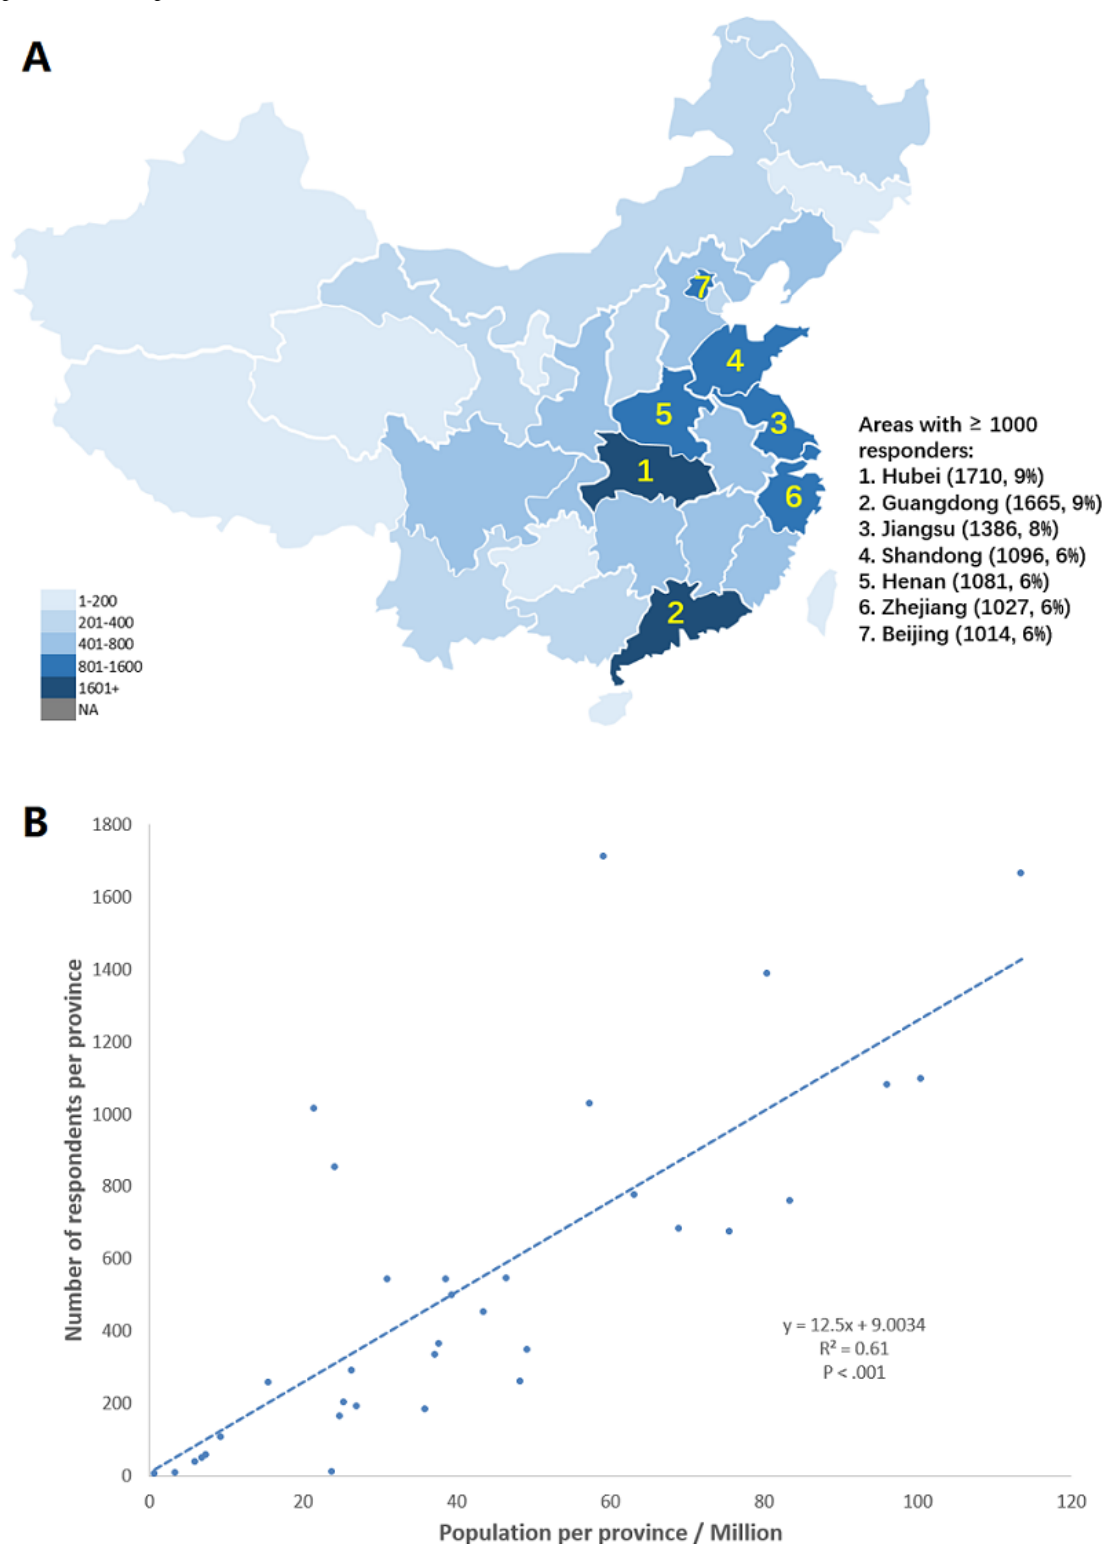 A
7
4
5
3
1
6
2
Areas with ≥ 1000
responders:
1. Hubei (1710, 9%)
2. Guangdong (1665, 9%)
3. Jiangsu (1386, 8%)
4. Shandong (1096, 6%)
5. Henan (1081, 6%)
6. Zhejiang (1027, 6%)
7. Beijing (1014, 6%)
1-200
201-400
401-800
801-1600
1601+
NA
B
1800
1600
1400
1200
1000
800
600
400
200
0
Number of respondents per province
y = 12.5x + 9.0034
R² = 0.61
P < .001
0 20 40 60 80 100 120
Population per province / Million